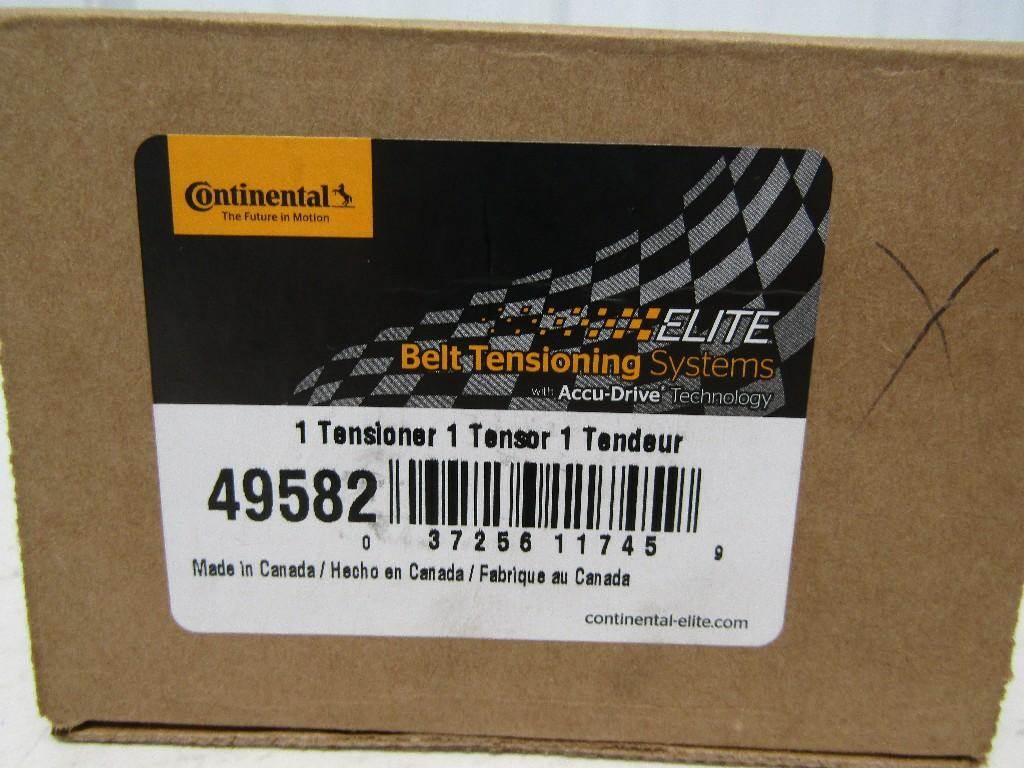 Continental
The Future in Motion
ELITE
Belt Tensioning Systems
with Accu-Drive® Technology
1 Tensioner 1 Tensor 1 Tendeur
49582
0 37256 11745 9
Made in Canada / Hecho en Canada / Fabrique au Canada
continental-elite.com